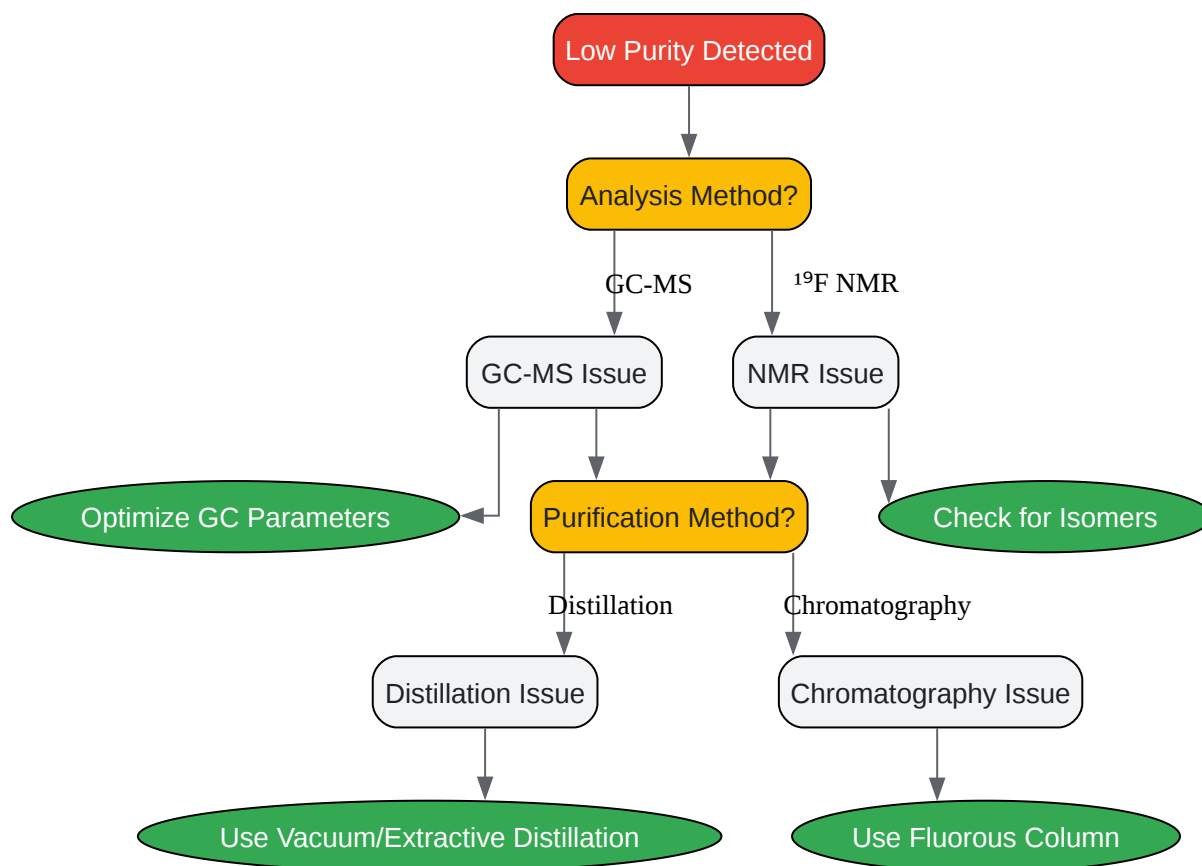 Low Purity Detected
Analysis Method?
GC-MS
¹⁹F NMR
GC-MS Issue
NMR Issue
Optimize GC Parameters
Purification Method?
Check for Isomers
Distillation
Chromatography
Distillation Issue
Chromatography Issue
Use Vacuum/Extractive Distillation
Use Fluorous Column